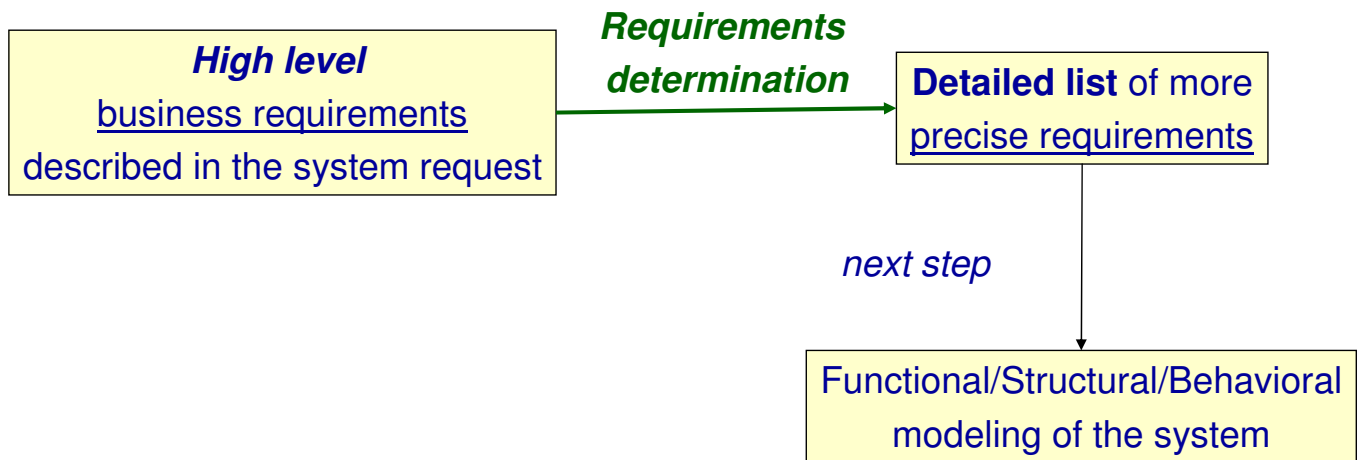 High level
business requirements
described in the system request
Requirements
determination
Detailed list of more
precise requirements
next step
Functional/Structural/Behavioral
modeling of the system